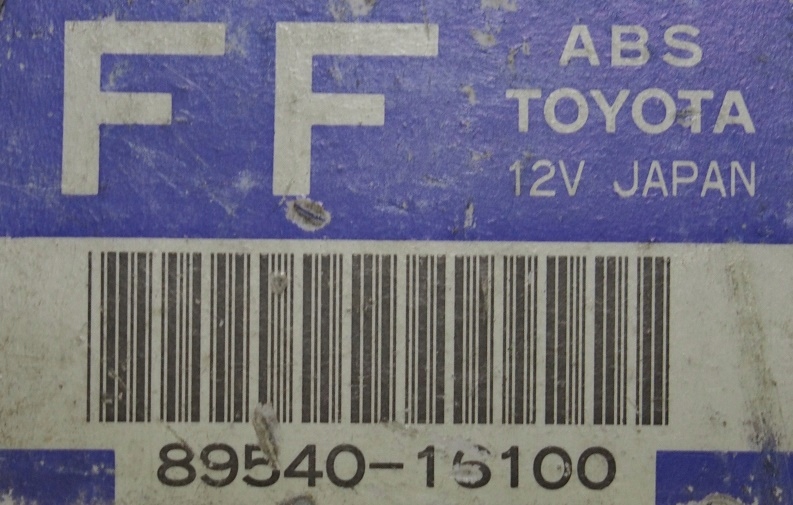 FF
ABS
TOYOTA
12V JAPAN
89540-16100